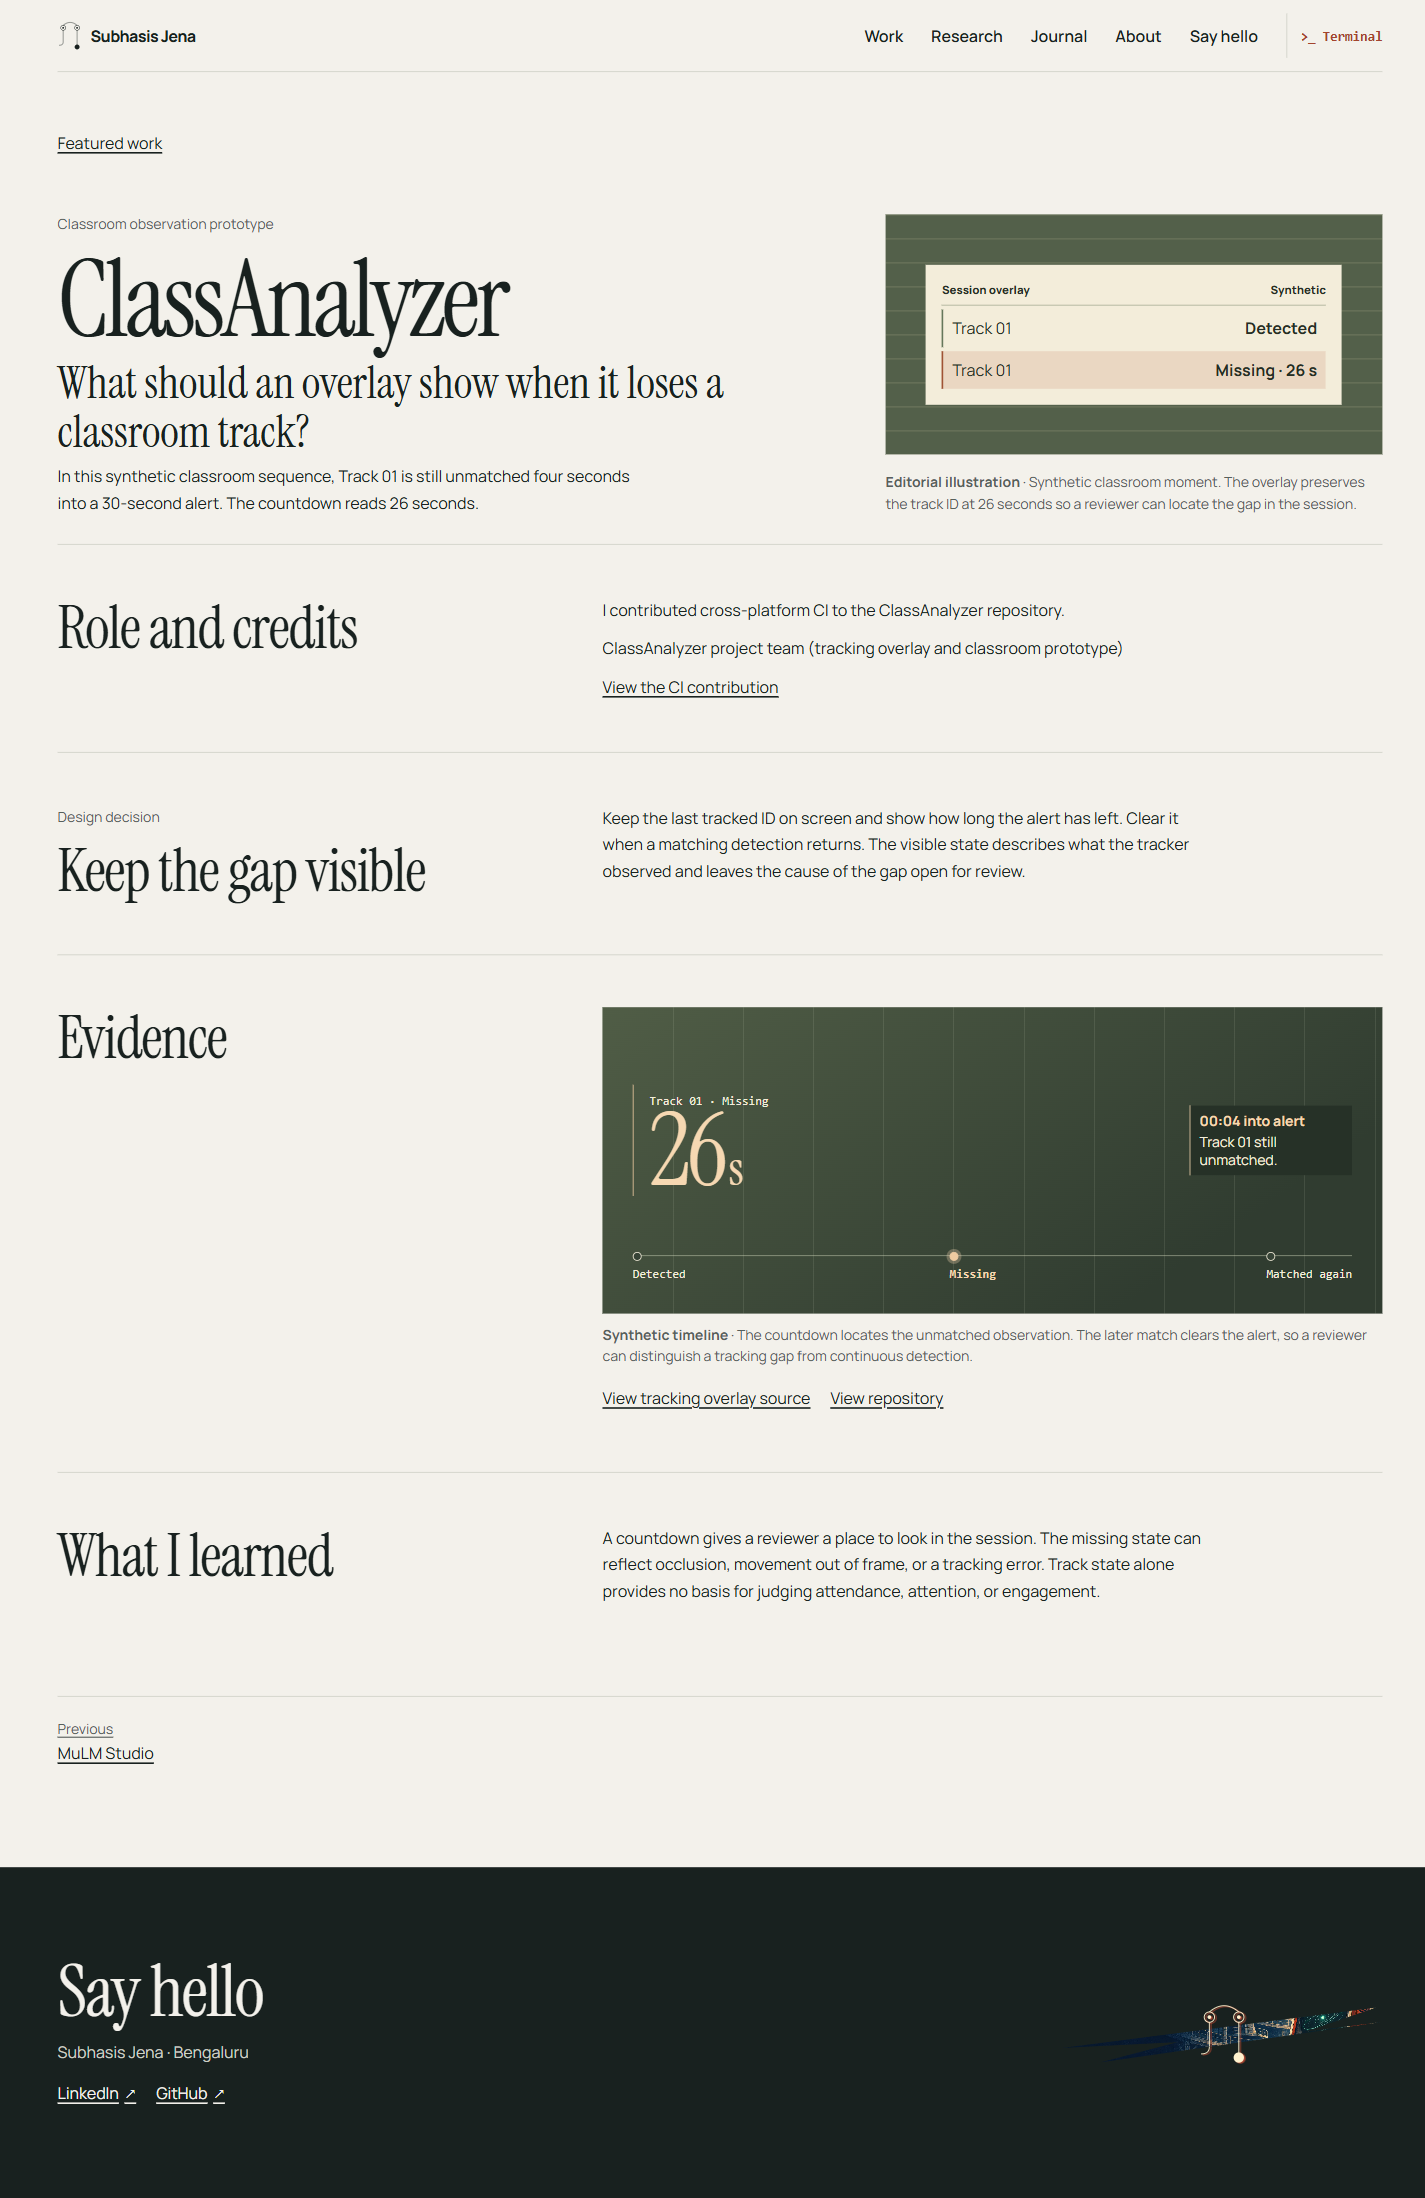 Subhasis Jena
Work
Research
Journal
About
Say hello
>_ Terminal
Featured work
Classroom observation prototype
ClassAnalyzer
What should an overlay show when it loses a
classroom track?
In this synthetic classroom sequence, Track 01 is still unmatched four seconds
into a 30-second alert. The countdown reads 26 seconds.
Session overlay
Synthetic
Track 01
Detected
Track 01
Missing · 26 s
Editorial illustration · Synthetic classroom moment. The overlay preserves
the track ID at 26 seconds so a reviewer can locate the gap in the session.
Role and credits
I contributed cross-platform CI to the ClassAnalyzer repository.
ClassAnalyzer project team (tracking overlay and classroom prototype)
View the CI contribution
Design decision
Keep the gap visible
Keep the last tracked ID on screen and show how long the alert has left. Clear it
when a matching detection returns. The visible state describes what the tracker
observed and leaves the cause of the gap open for review.
Evidence
Track 01 · Missing
26s
00:04 into alert
Track 01 still
unmatched.
Detected
Missing
Matched again
Synthetic timeline · The countdown locates the unmatched observation. The later match clears the alert, so a reviewer
can distinguish a tracking gap from continuous detection.
View tracking overlay source
View repository
What I learned
A countdown gives a reviewer a place to look in the session. The missing state can
reflect occlusion, movement out of frame, or a tracking error. Track state alone
provides no basis for judging attendance, attention, or engagement.
Previous
MuLM Studio
Say hello
Subhasis Jena · Bengaluru
LinkedIn ↗
GitHub ↗